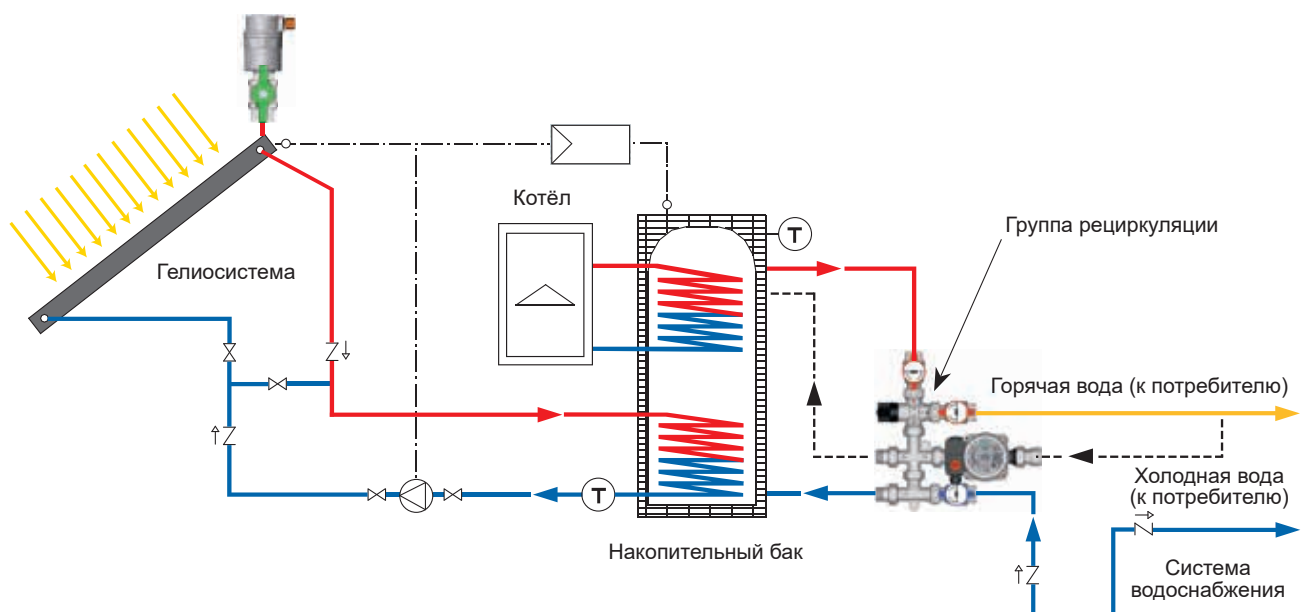 Котёл
Группа рециркуляции
Гелиосистема
T
Горячая вода (к потребителю)
Холодная вода
(к потребителю)
T
Накопительный бак
Система
водоснабжения